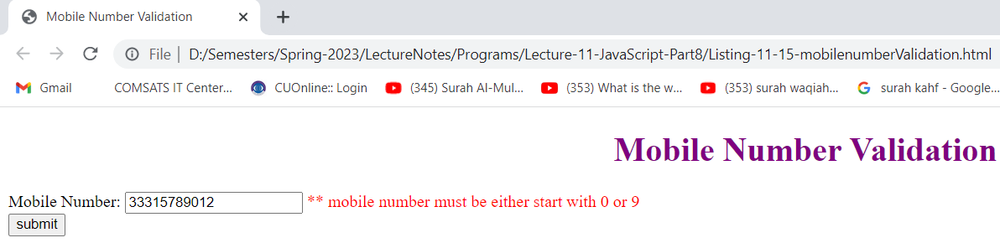 Mobile Number Validation
File | D:/Semesters/Spring-2023/LectureNotes/Programs/Lecture-11-JavaScript-Part8/Listing-11-15-mobilenumberValidation.html
Gmail COMSATS IT Center... CUOnline:: Login (345) Surah Al-Mul... (353) What is the w... (353) surah waqiah... surah kahf - Google...
Mobile Number Validation
Mobile Number: 33315789012 ** mobile number must be either start with 0 or 9
submit